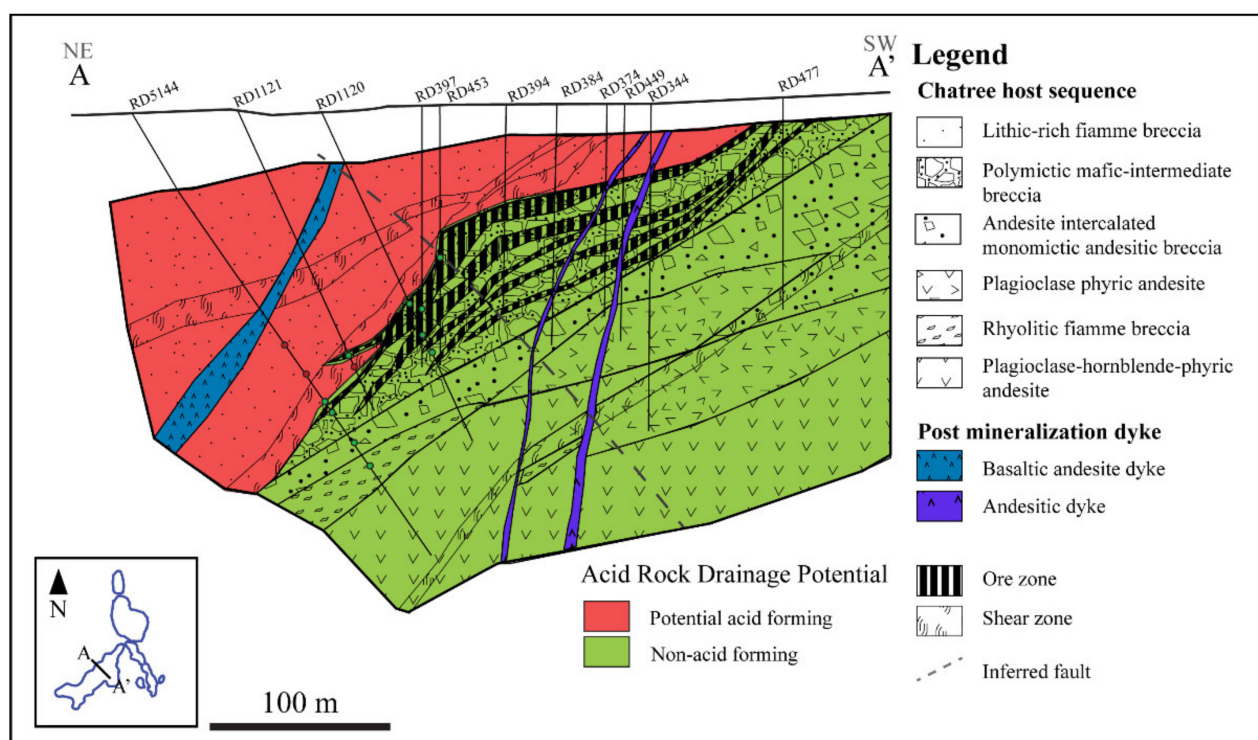 NE
A
SW
A'
RD5144
RD1121
RD1120
RD397
RD453
RD394
RD384
RD374
RD449
RD344
RD477
Legend
Chatree host sequence
Lithic-rich fiamme breccia
Polymictic mafic-intermediate
breccia
Andesite intercalated
monomictic andesitic breccia
Plagioclase phyric andesite
Rhyolitic fiamme breccia
Plagioclase-hornblende-phyric
andesite
Post mineralization dyke
Basaltic andesite dyke
Andesitic dyke
Ore zone
Shear zone
Inferred fault
Acid Rock Drainage Potential
Potential acid forming
Non-acid forming
N
A
A'
100 m